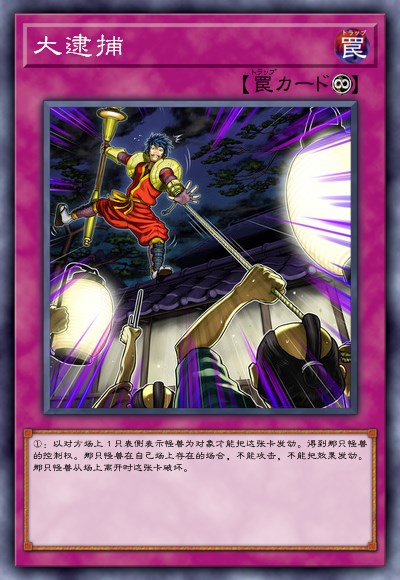 大逮捕
トラップ
罠
トラップ
【罠カード♾】
①：以对方场上1只表侧表示怪兽为对象才能把这张卡发动。得到那只怪兽
的控制权。那只怪兽在自己场上存在的场合，不能攻击，不能把效果发动。
那只怪兽从场上离开时这张卡破坏。